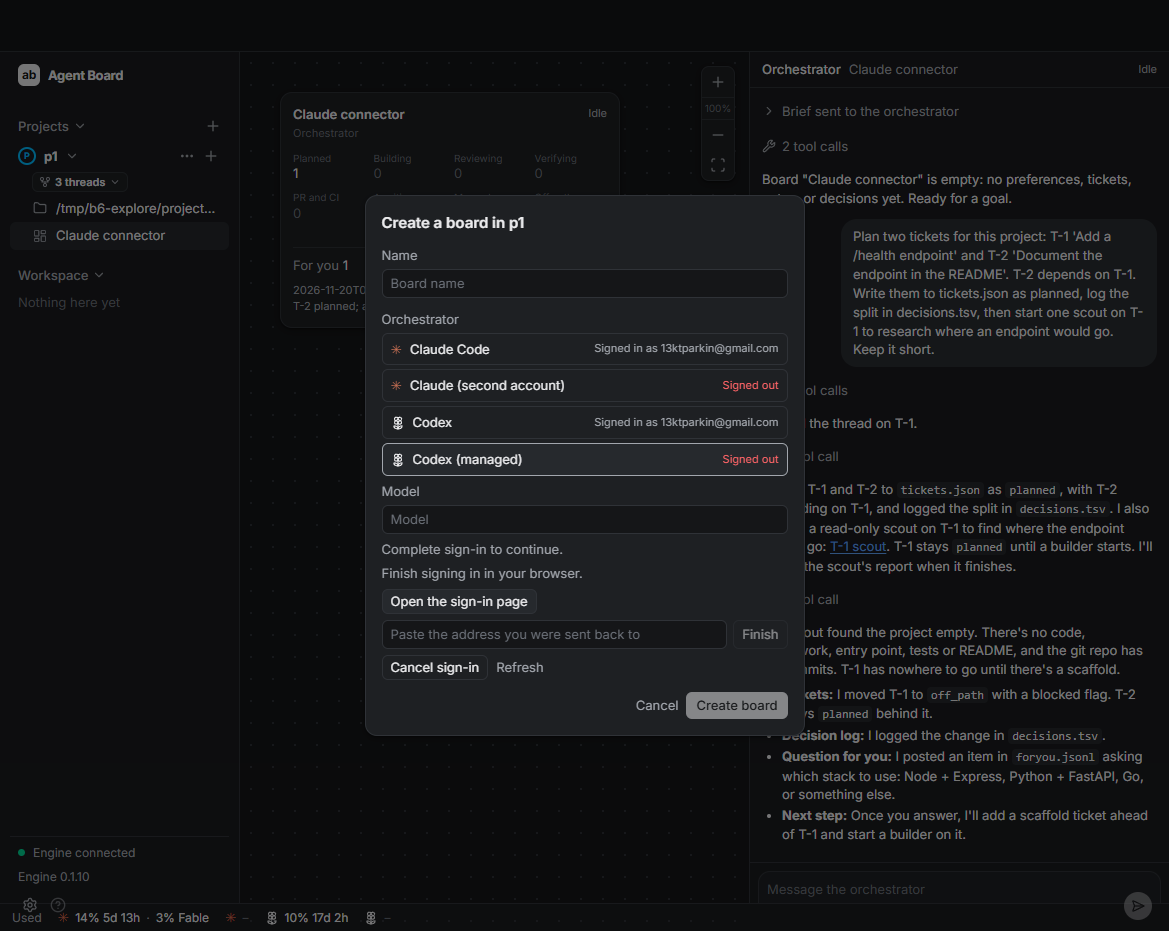 ab Agent Board
Projects
P p1
3 threads
/tmp/b6-explore/project...
Claude connector
Workspace
Nothing here yet
Engine connected
Engine 0.1.10
Used 14% 5d 13h · 3% Fable – 10% 17d 2h –
Claude connector Idle
Orchestrator
Planned Building Reviewing Verifying
1 0 0 0
PR and CI
0
For you 1
2026-11-20T0
T-2 planned; a
100%
Create a board in p1
Name
Board name
Orchestrator
Claude Code Signed in as 13ktparkin@gmail.com
Claude (second account) Signed out
Codex Signed in as 13ktparkin@gmail.com
Codex (managed) Signed out
Model
Model
Complete sign-in to continue.
Finish signing in in your browser.
Open the sign-in page
Paste the address you were sent back to Finish
Cancel sign-in Refresh
Cancel Create board
Orchestrator Claude connector Idle
Brief sent to the orchestrator
2 tool calls
Board "Claude connector" is empty: no preferences, tickets,
or decisions yet. Ready for a goal.
Plan two tickets for this project: T-1 'Add a
/health endpoint' and T-2 'Document the
endpoint in the README'. T-2 depends on T-1.
Write them to tickets.json as planned, log the
split in decisions.tsv, then start one scout on T-
1 to research where an endpoint would go.
Keep it short.
ol calls
the thread on T-1.
ol call
T-1 and T-2 to tickets.json as planned, with T-2
ding on T-1, and logged the split in decisions.tsv. I also
a read-only scout on T-1 to find where the endpoint
go: T-1 scout. T-1 stays planned until a builder starts. I'll
the scout's report when it finishes.
ol call
out found the project empty. There's no code,
work, entry point, tests or README, and the git repo has
mmits. T-1 has nowhere to go until there's a scaffold.
kets: I moved T-1 to off_path with a blocked flag. T-2
ys planned behind it.
Decision log: I logged the change in decisions.tsv.
Question for you: I posted an item in foryou.jsonl asking
which stack to use: Node + Express, Python + FastAPI, Go,
or something else.
Next step: Once you answer, I'll add a scaffold ticket ahead
of T-1 and start a builder on it.
Message the orchestrator